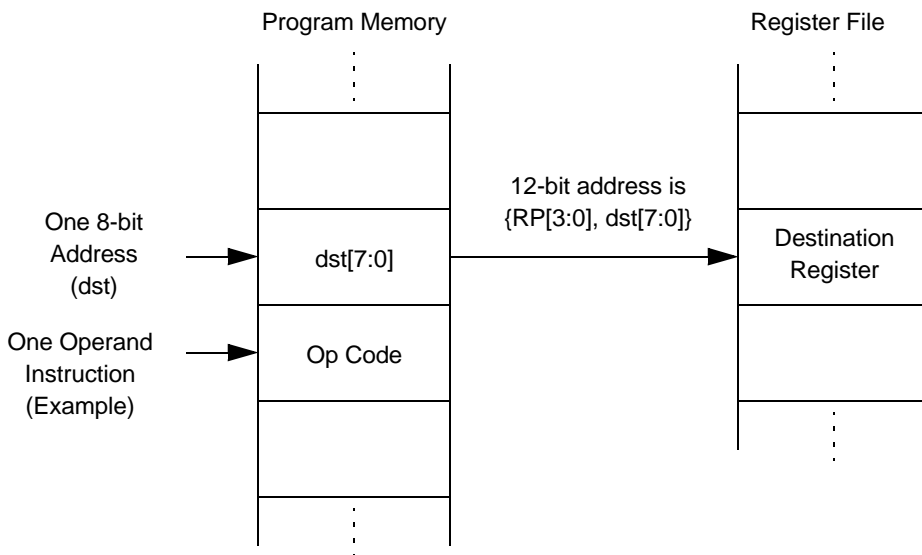 Program Memory
Register File
12-bit address is
{RP[3:0], dst[7:0]}
One 8-bit
Address
(dst)
dst[7:0]
Destination
Register
One Operand
Instruction
(Example)
Op Code